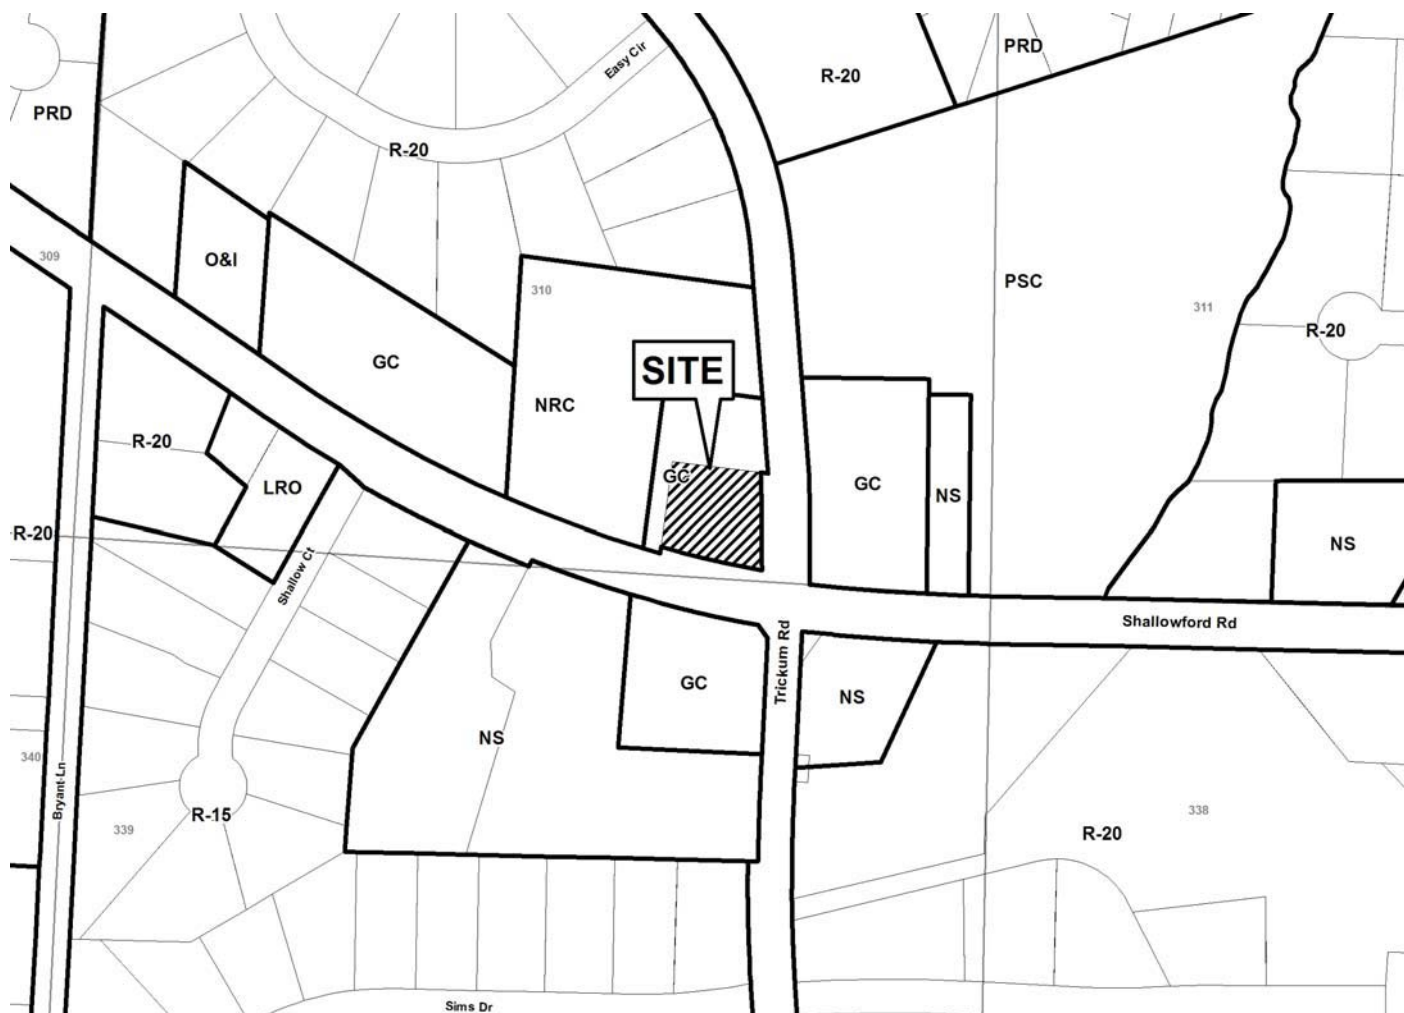 PRD
R-20
Easy Cir
PRD
R-20
309
O&I
310
PSC
311
R-20
GC
SITE
NRC
R-20
LRO
GC
GC
NS
R-20
NS
Shallow Ct
Shallowford Rd
Trickum Rd
GC
NS
NS
340
Bryant Ln
R-15
339
338
R-20
Sims Dr